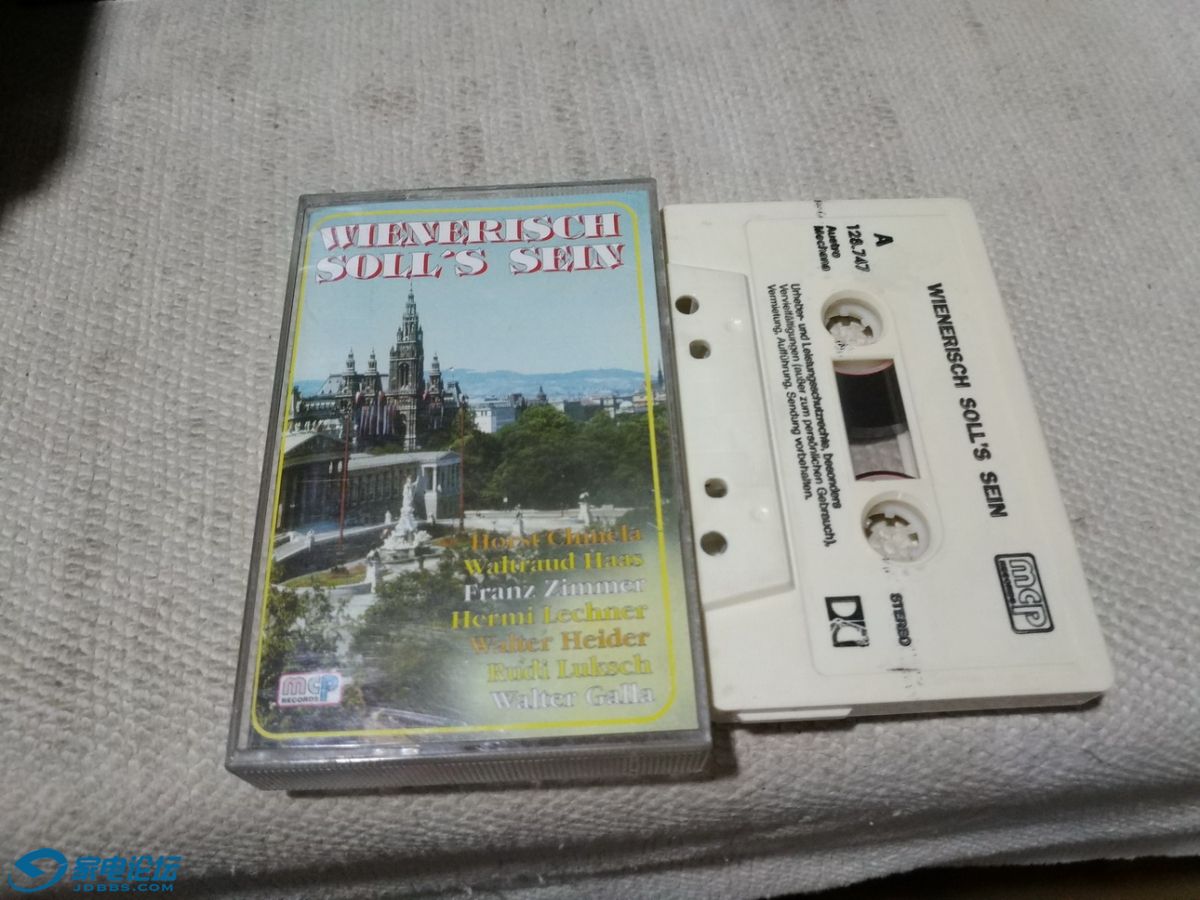 WIENERISCH
SOLL'S SEIN
Horst Chmela
Waltraud Haas
Franz Zimmer
Hermi Lechner
Walter Heider
Rudi Luksch
Walter Galla
mcp
RECORDS
A
128.747
WIENERISCH SOLL'S SEIN
Urheber- und Leistungsschutzrechte, besonders
Vervielfältigungen (außer zum persönlichen Gebrauch),
Vermietung, Aufführung, Sendung vorbehalten.
STEREO
mcp
家电论坛
JDBBS.COM